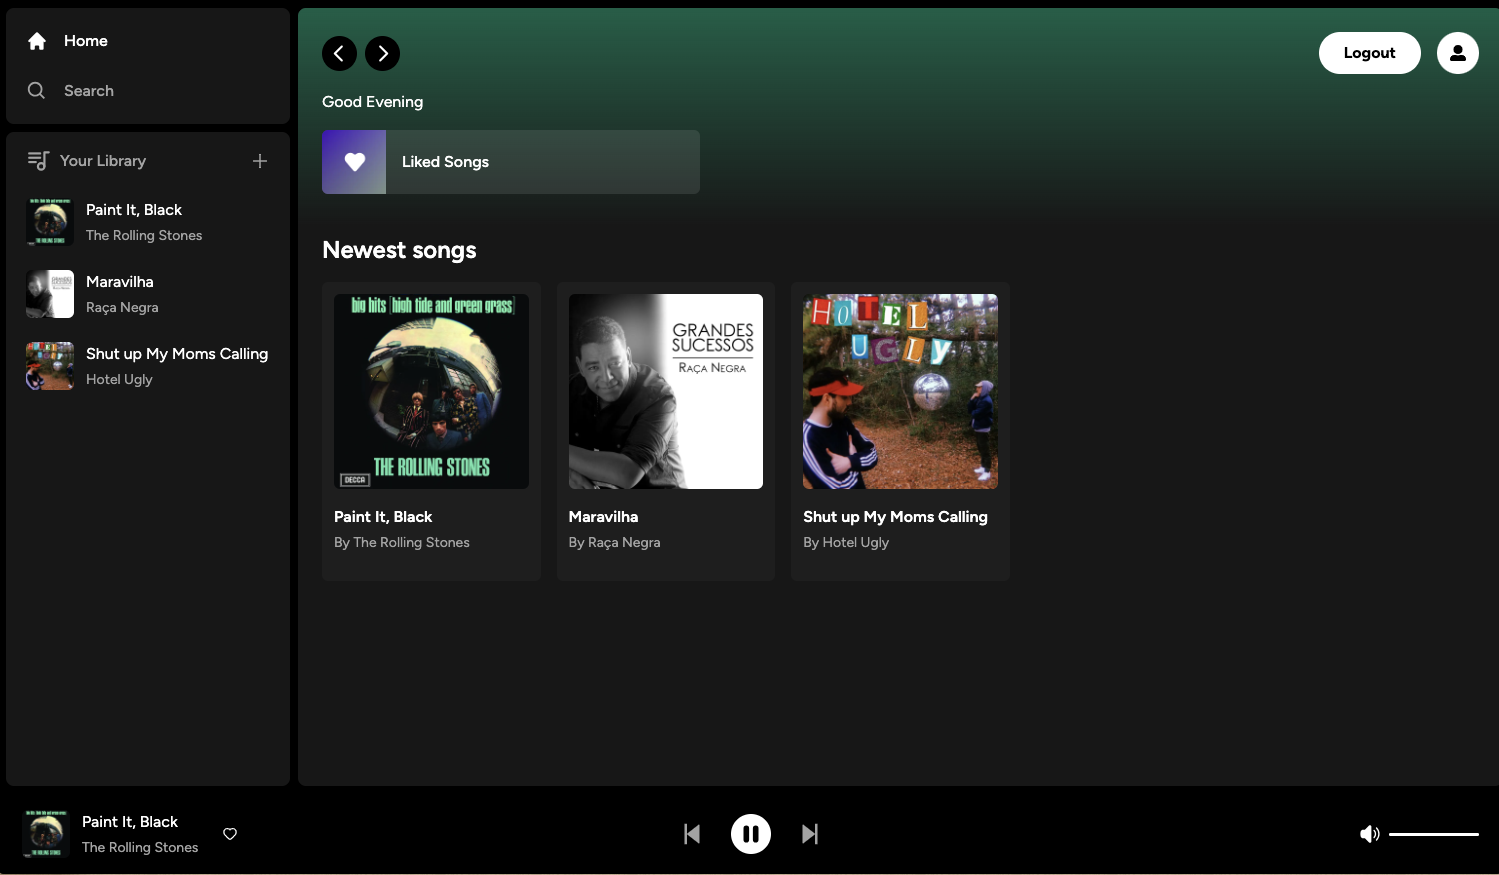 Home
Search
Your Library
Paint It, Black
The Rolling Stones
Maravilha
Raça Negra
Shut up My Moms Calling
Hotel Ugly
Logout
Good Evening
Liked Songs
Newest songs
big hits [high tide and green grass]
THE ROLLING STONES
DECCA
Paint It, Black
By The Rolling Stones
GRANDES
SUCESSOS
RAÇA NEGRA
Maravilha
By Raça Negra
HOTEL
UGLY
Shut up My Moms Calling
By Hotel Ugly
Paint It, Black
The Rolling Stones